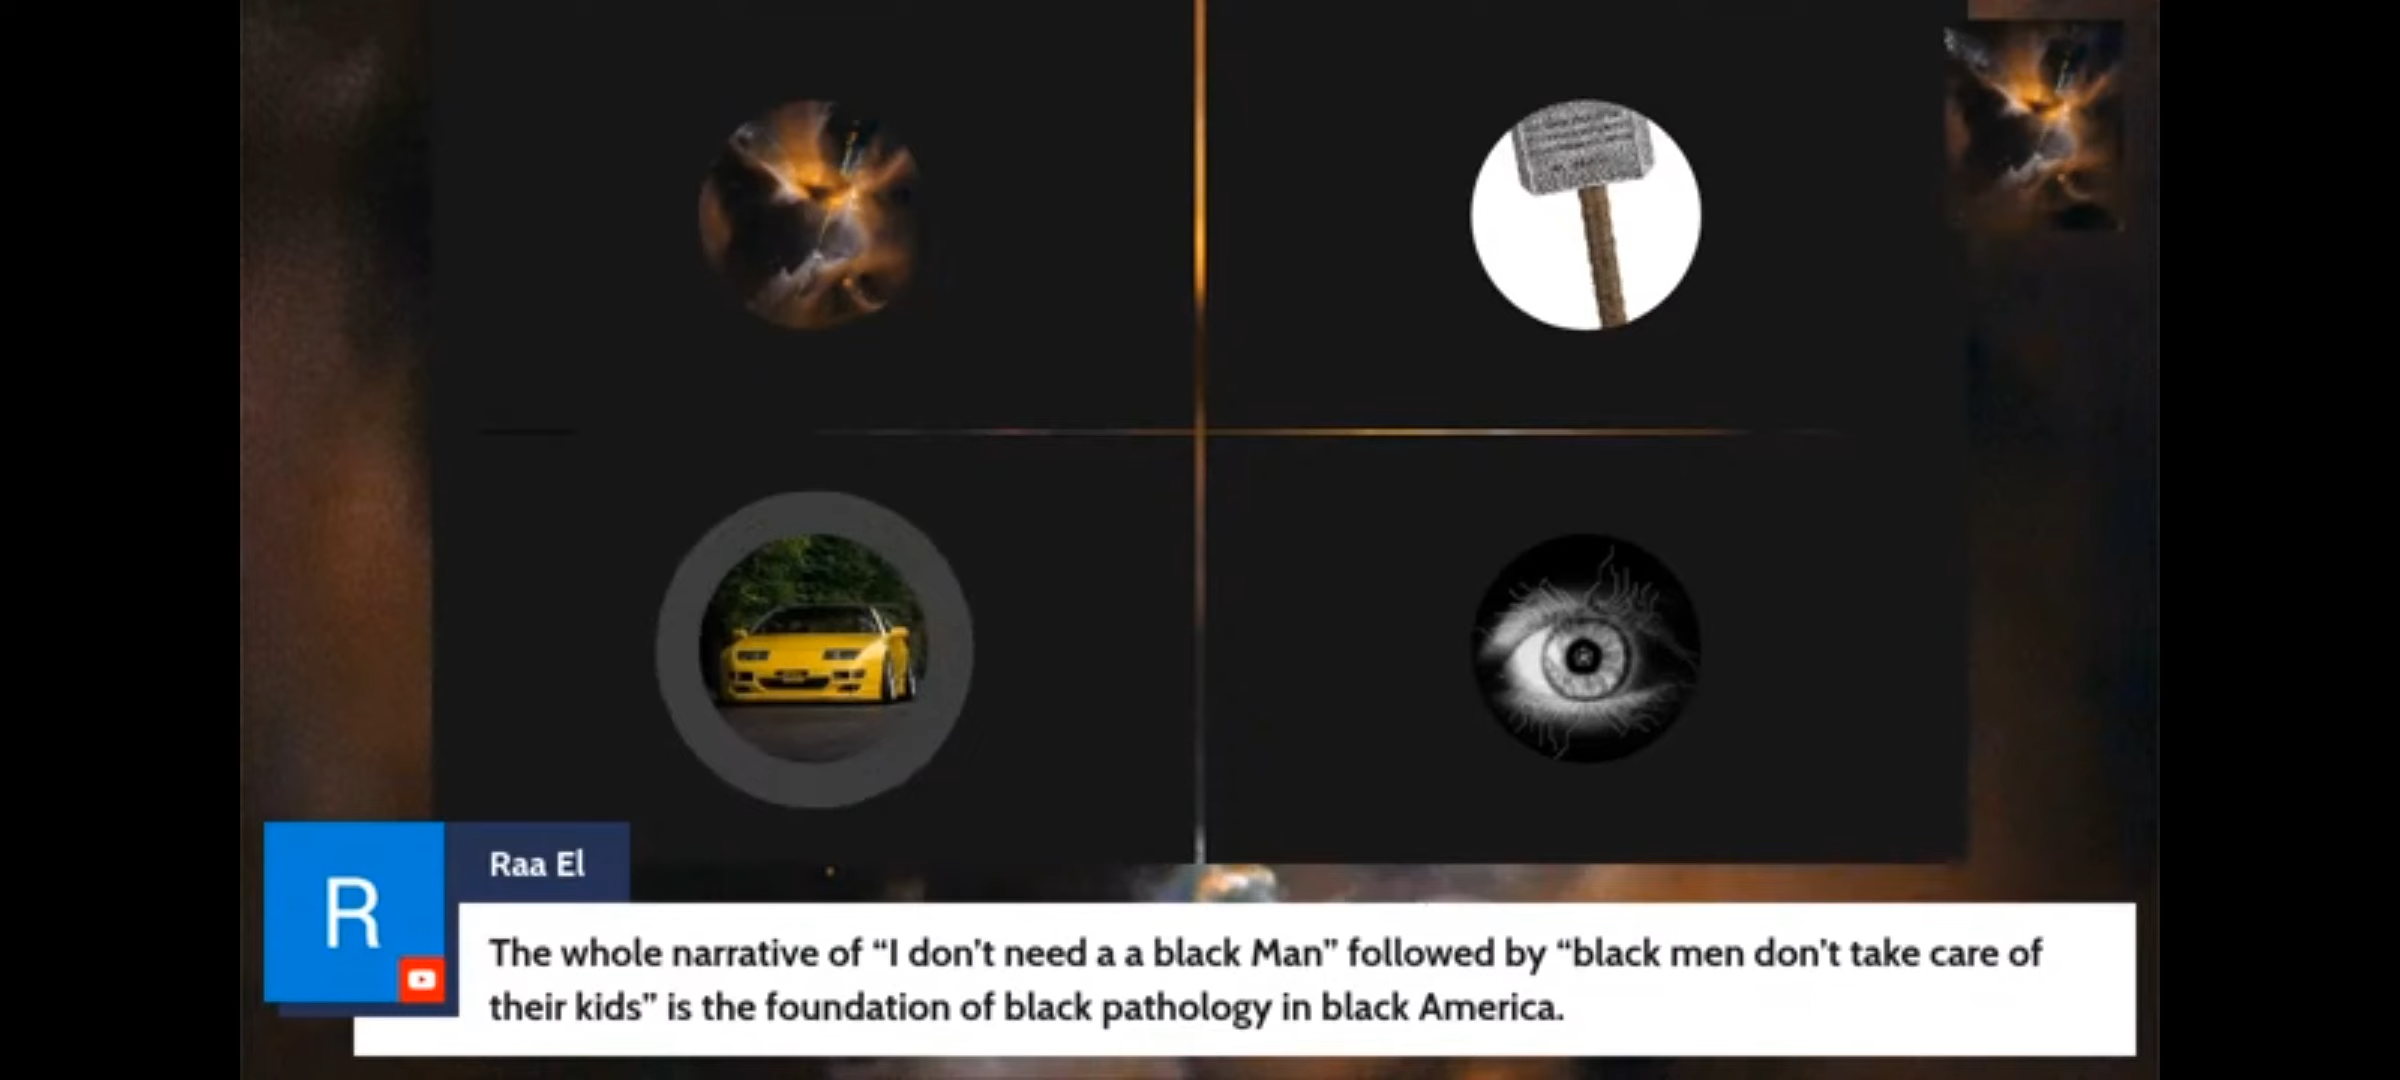 R
Raa El
The whole narrative of “I don't need a a black Man” followed by “black men don't take care of
their kids” is the foundation of black pathology in black America.